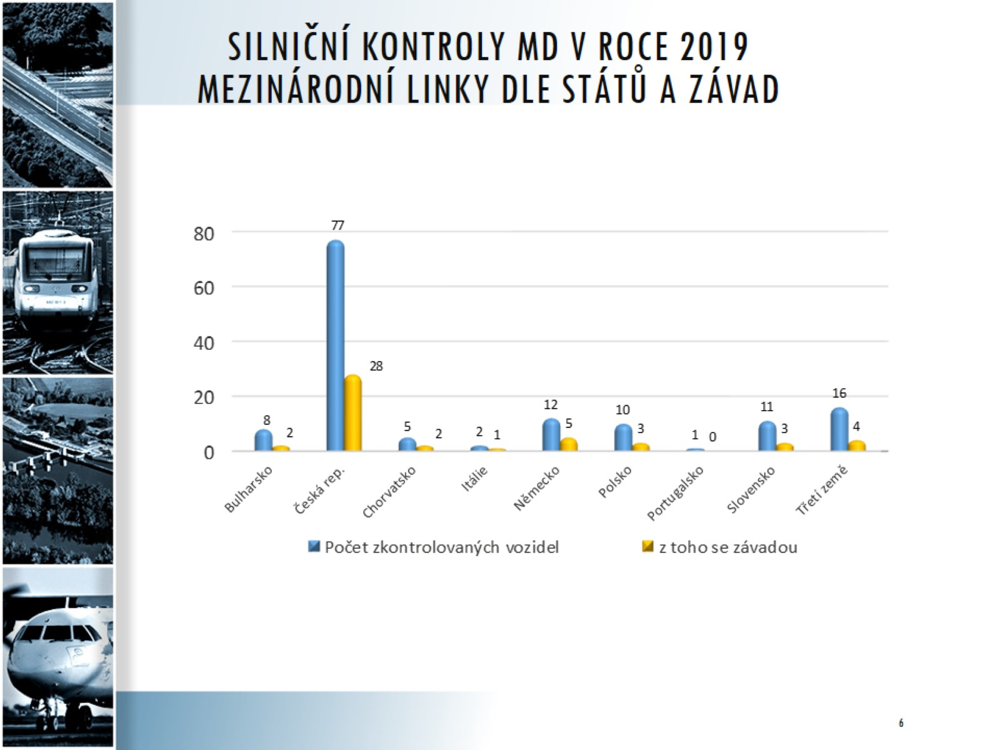 SILNIČNÍ KONTROLY MD V ROCE 2019
MEZINÁRODNÍ LINKY DLE STÁTŮ A ZÁVAD
80
60
40
20
0
8
2
77
28
5
2
2
1
12
5
10
3
1
0
11
3
16
4
Bulharsko
Česká rep.
Chorvatsko
Itálie
Německo
Polsko
Portugalsko
Slovensko
Třetí země
Počet zkontrolovaných vozidel
z toho se závadou
6